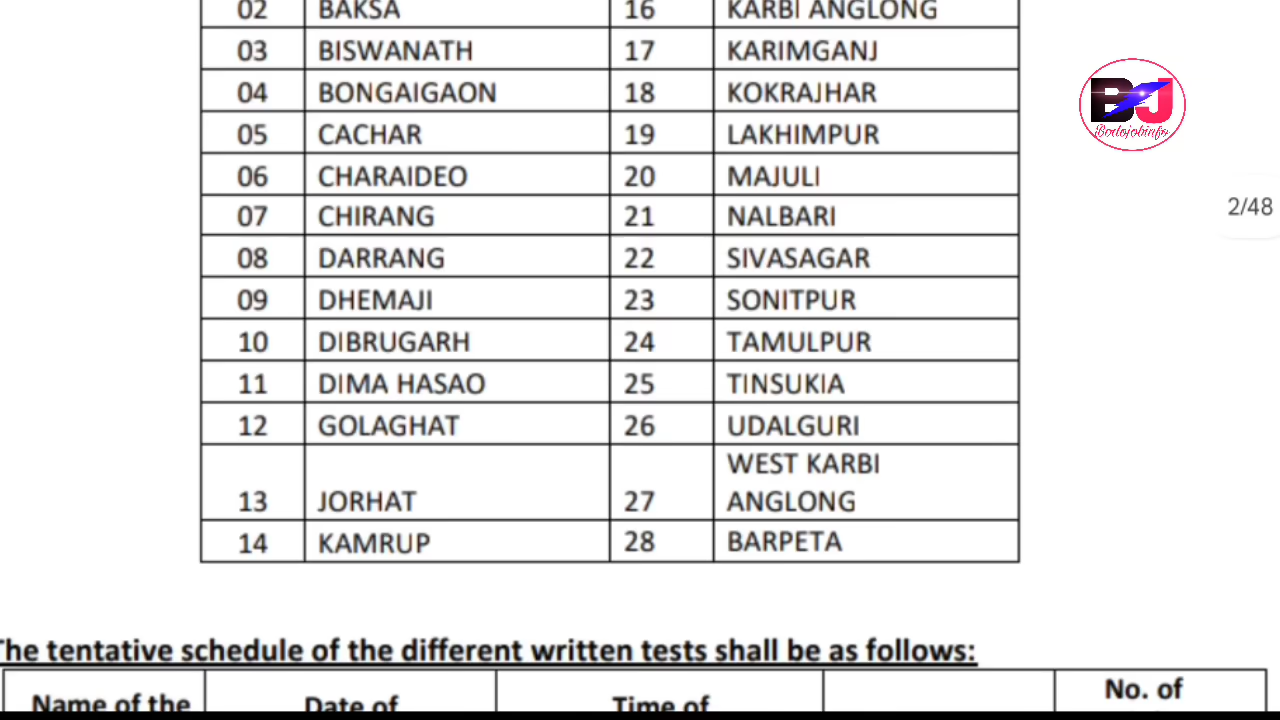 02 BAKSA 16 KARBI ANGLONG
03 BISWANATH 17 KARIMGANJ
04 BONGAIGAON 18 KOKRAJHAR
05 CACHAR 19 LAKHIMPUR
06 CHARAIDEO 20 MAJULI
07 CHIRANG 21 NALBARI
08 DARRANG 22 SIVASAGAR
09 DHEMAJI 23 SONITPUR
10 DIBRUGARH 24 TAMULPUR
11 DIMA HASAO 25 TINSUKIA
12 GOLAGHAT 26 UDALGURI
WEST KARBI
13 JORHAT 27 ANGLONG
14 KAMRUP 28 BARPETA
The tentative schedule of the different written tests shall be as follows:
Name of the Date of Time of No. of
BJ
Bodojobinfo
2/48